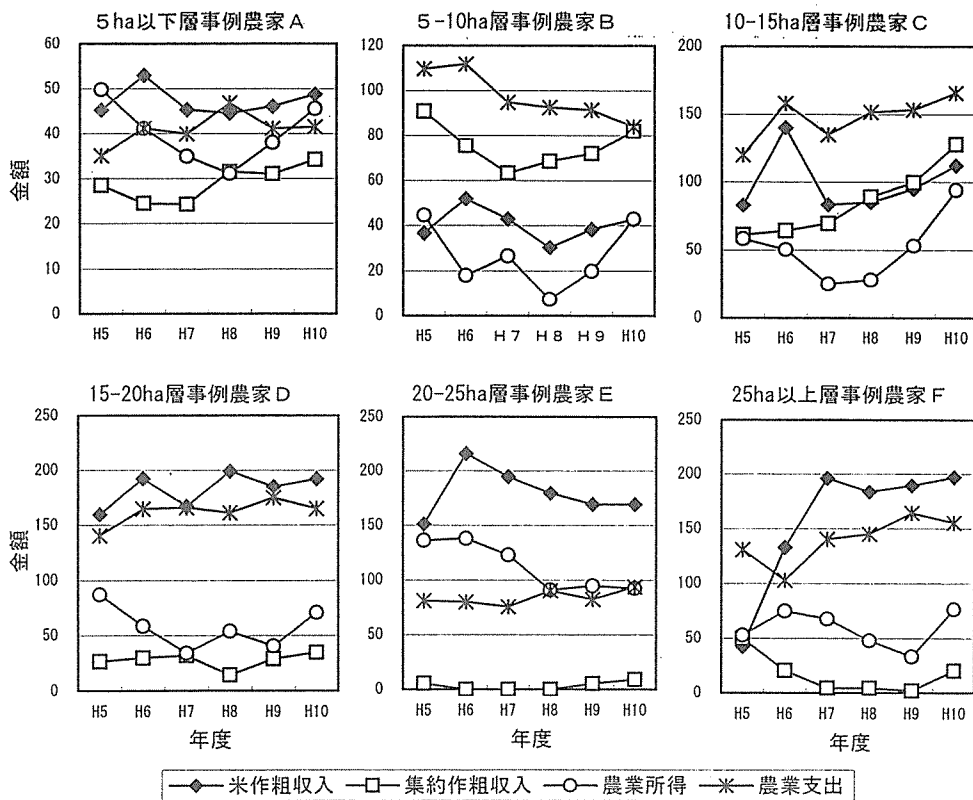 5ha以下層事例農家A
60
50
40
30
20
10
0
金額
H5 H6 H7 H8 H9 H10
5-10ha層事例農家B
120
100
80
60
40
20
0
H5 H6 H7 H8 H9 H10
10-15ha層事例農家C
200
150
100
50
0
H5 H6 H7 H8 H9 H10
15-20ha層事例農家D
250
200
150
100
50
0
金額
H5 H6 H7 H8 H9 H10
年度
20-25ha層事例農家E
250
200
150
100
50
0
H5 H6 H7 H8 H9 H10
年度
25ha以上層事例農家F
250
200
150
100
50
0
H5 H6 H7 H8 H9 H10
年度
米作粗収入 集約作粗収入 農業所得 農業支出